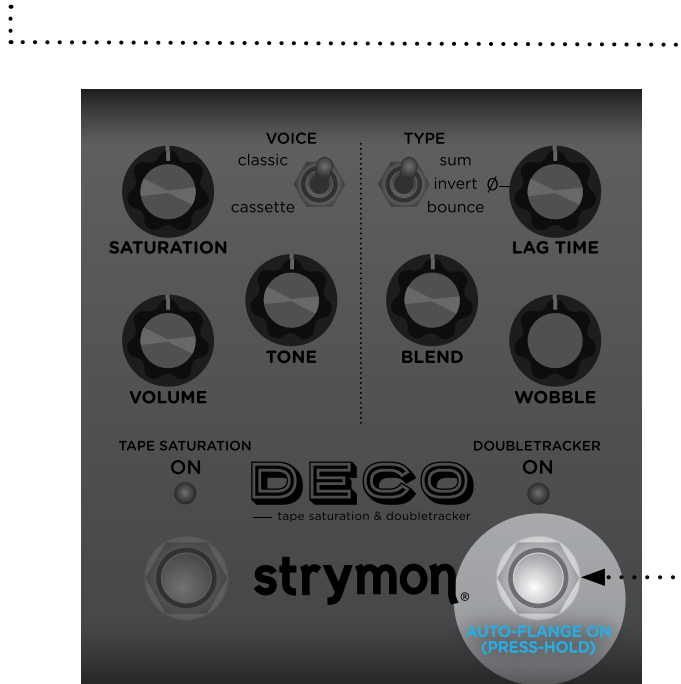 VOICE
TYPE
classic
sum
invert Ø
cassette
bounce
SATURATION
LAG TIME
TONE
BLEND
VOLUME
WOBBLE
TAPE SATURATION
DOUBLETRACKER
ON
ON
DECO
tape saturation & doubletracker
strymon®
AUTO-FLANGE ON
(PRESS-HOLD)